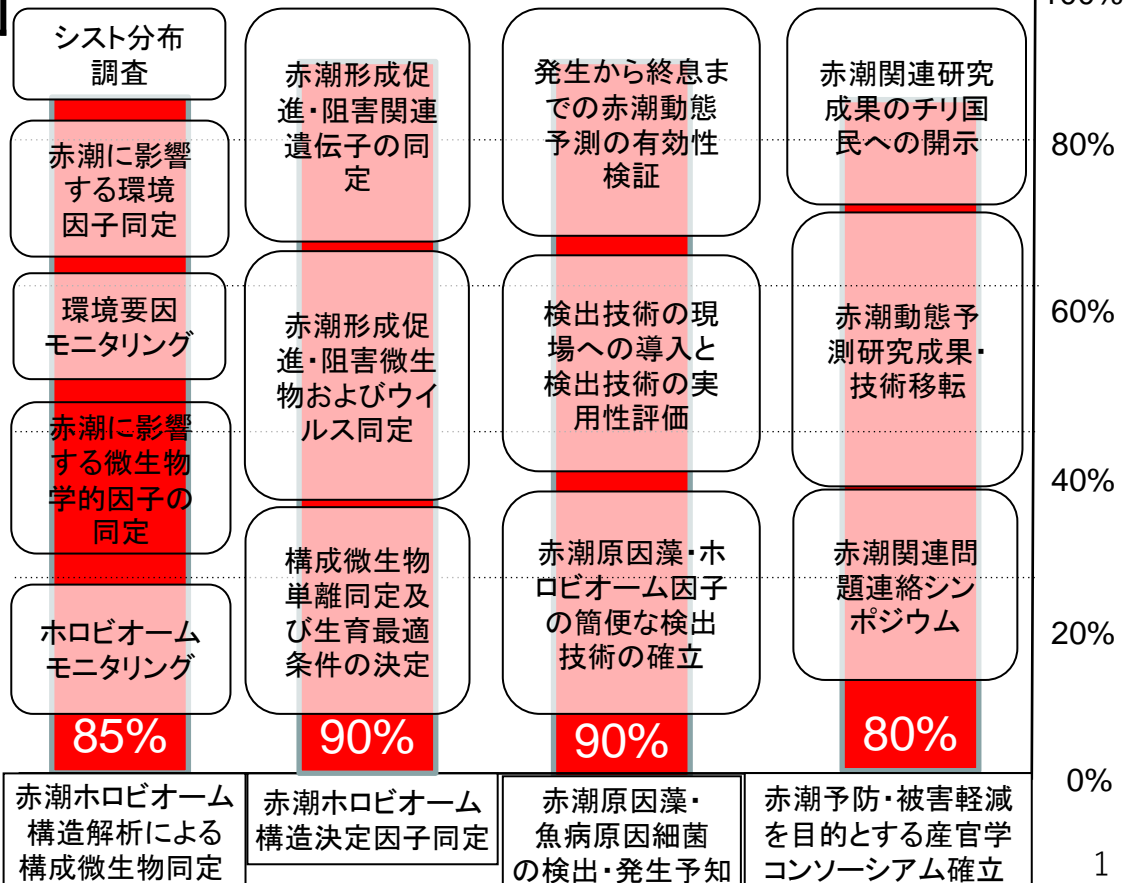 シスト分布
調査
赤潮に影響
する環境
因子同定
環境要因
モニタリング
赤潮に影響
する微生物
学的因子の
同定
ホロビオーム
モニタリング
85%
赤潮ホロビオーム
構造解析による
構成微生物同定
赤潮形成促
進・阻害関連
遺伝子の同
定
赤潮形成促
進・阻害微生
物およびウイ
ルス同定
構成微生物
単離同定及
び生育最適
条件の決定
90%
赤潮ホロビオーム
構造決定因子同定
発生から終息ま
での赤潮動態
予測の有効性
検証
検出技術の現
場への導入と
検出技術の実
用性評価
赤潮原因藻・ホ
ロビオーム因子
の簡便な検出
技術の確立
90%
赤潮原因藻・
魚病原因細菌
の検出・発生予知
赤潮関連研究
成果のチリ国
民への開示
赤潮動態予
測研究成果・
技術移転
赤潮関連問
題連絡シン
ポジウム
80%
赤潮予防・被害軽減
を目的とする産官学
コンソーシアム確立
100%
80%
60%
40%
20%
0%
1